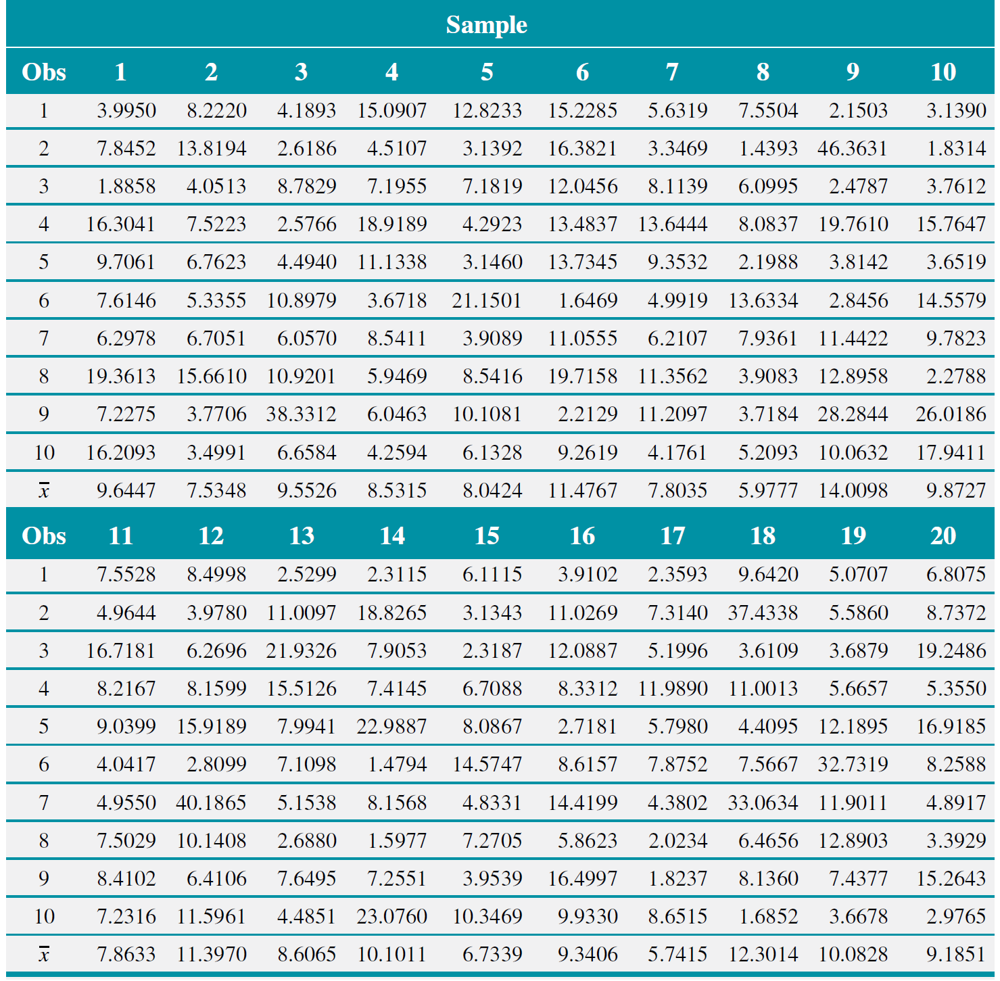 Sample
Obs 1 2 3 4 5 6 7 8 9 10
1 3.9950 8.2220 4.1893 15.0907 12.8233 15.2285 5.6319 7.5504 2.1503 3.1390
2 7.8452 13.8194 2.6186 4.5107 3.1392 16.3821 3.3469 1.4393 46.3631 1.8314
3 1.8858 4.0513 8.7829 7.1955 7.1819 12.0456 8.1139 6.0995 2.4787 3.7612
4 16.3041 7.5223 2.5766 18.9189 4.2923 13.4837 13.6444 8.0837 19.7610 15.7647
5 9.7061 6.7623 4.4940 11.1338 3.1460 13.7345 9.3532 2.1988 3.8142 3.6519
6 7.6146 5.3355 10.8979 3.6718 21.1501 1.6469 4.9919 13.6334 2.8456 14.5579
7 6.2978 6.7051 6.0570 8.5411 3.9089 11.0555 6.2107 7.9361 11.4422 9.7823
8 19.3613 15.6610 10.9201 5.9469 8.5416 19.7158 11.3562 3.9083 12.8958 2.2788
9 7.2275 3.7706 38.3312 6.0463 10.1081 2.2129 11.2097 3.7184 28.2844 26.0186
10 16.2093 3.4991 6.6584 4.2594 6.1328 9.2619 4.1761 5.2093 10.0632 17.9411
x̄ 9.6447 7.5348 9.5526 8.5315 8.0424 11.4767 7.8035 5.9777 14.0098 9.8727
Obs 11 12 13 14 15 16 17 18 19 20
1 7.5528 8.4998 2.5299 2.3115 6.1115 3.9102 2.3593 9.6420 5.0707 6.8075
2 4.9644 3.9780 11.0097 18.8265 3.1343 11.0269 7.3140 37.4338 5.5860 8.7372
3 16.7181 6.2696 21.9326 7.9053 2.3187 12.0887 5.1996 3.6109 3.6879 19.2486
4 8.2167 8.1599 15.5126 7.4145 6.7088 8.3312 11.9890 11.0013 5.6657 5.3550
5 9.0399 15.9189 7.9941 22.9887 8.0867 2.7181 5.7980 4.4095 12.1895 16.9185
6 4.0417 2.8099 7.1098 1.4794 14.5747 8.6157 7.8752 7.5667 32.7319 8.2588
7 4.9550 40.1865 5.1538 8.1568 4.8331 14.4199 4.3802 33.0634 11.9011 4.8917
8 7.5029 10.1408 2.6880 1.5977 7.2705 5.8623 2.0234 6.4656 12.8903 3.3929
9 8.4102 6.4106 7.6495 7.2551 3.9539 16.4997 1.8237 8.1360 7.4377 15.2643
10 7.2316 11.5961 4.4851 23.0760 10.3469 9.9330 8.6515 1.6852 3.6678 2.9765
x̄ 7.8633 11.3970 8.6065 10.1011 6.7339 9.3406 5.7415 12.3014 10.0828 9.1851